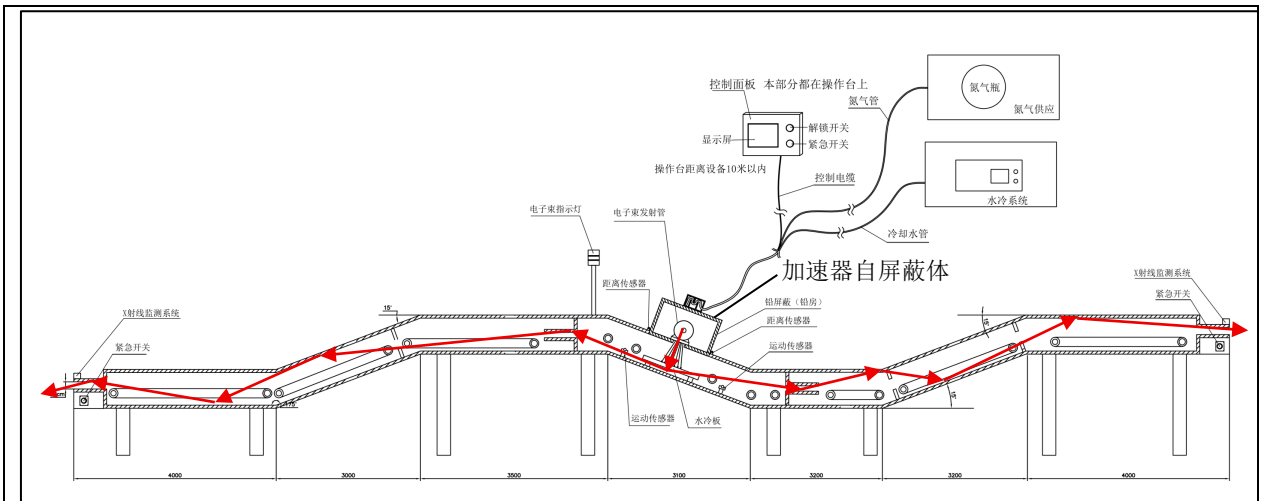 控制面板 本部分都在操作台上
氮气瓶
氮气管
氮气供应
解锁开关
显示屏
紧急开关
操作台距离设备10米以内
控制电缆
水冷系统
电子束指示灯
电子束发射管
冷却水管
加速器自屏蔽体
X射线监测系统
距离传感器
紧急开关
铅屏蔽（铅房）
15°
X射线监测系统
距离传感器
紧急开关
运动传感器
运动传感器
水冷板
4000
3000
3500
3100
3200
3200
4000